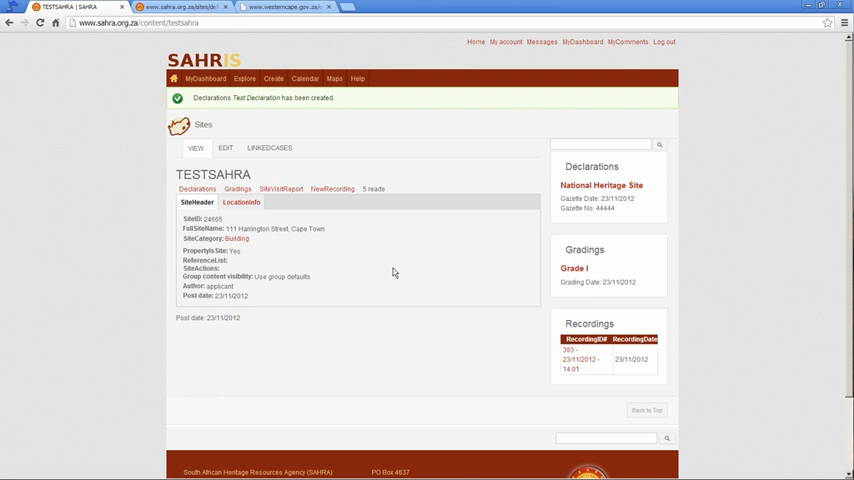 TESTSAHRA | SAHRA
www.sahra.org.za/sites/de
www.westerncape.gov.za/
www.sahra.org.za/content/testsahra
Home My account Messages MyDashboard MyComments Log out
SAHRIS
MyDashboard Explore Create Calendar Maps Help
Declarations Test Declaration has been created.
Sites
VIEW EDIT LINKEDCASES
TESTSAHRA
Declarations Gradings SiteVisitReport NewRecording 5 reads
SiteHeader LocationInfo
SiteID: 24665
FullSiteName: 111 Harrington Street, Cape Town
SiteCategory: Building
PropertyIsSite: Yes
ReferenceList:
SiteActions:
Group content visibility: Use group defaults
Author: applicant
Post date: 23/11/2012
Post date: 23/11/2012
Declarations
National Heritage Site
Gazette Date: 23/11/2012
Gazette No: 44444
Gradings
Grade I
Grading Date: 23/11/2012
Recordings
RecordingID# RecordingDate
393 -
23/11/2012 - 23/11/2012
14:01
Back to Top
South African Heritage Resources Agency (SAHRA) PO Box 4637